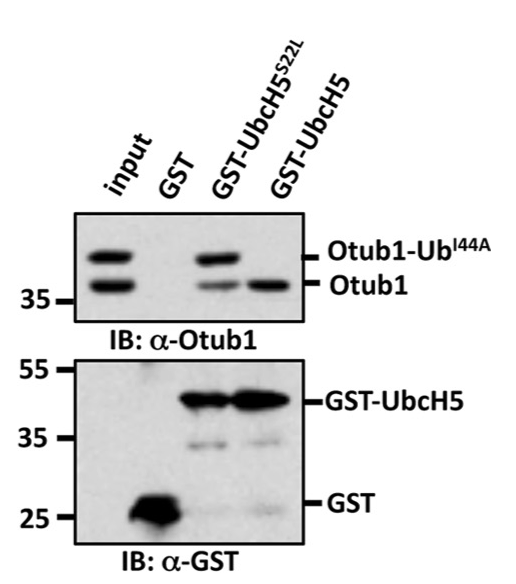 input
GST
GST-UbcH5S22L
GST-UbcH5
Otub1-UbI44A
Otub1
35
IB: α-Otub1
55
GST-UbcH5
35
GST
25
IB: α-GST